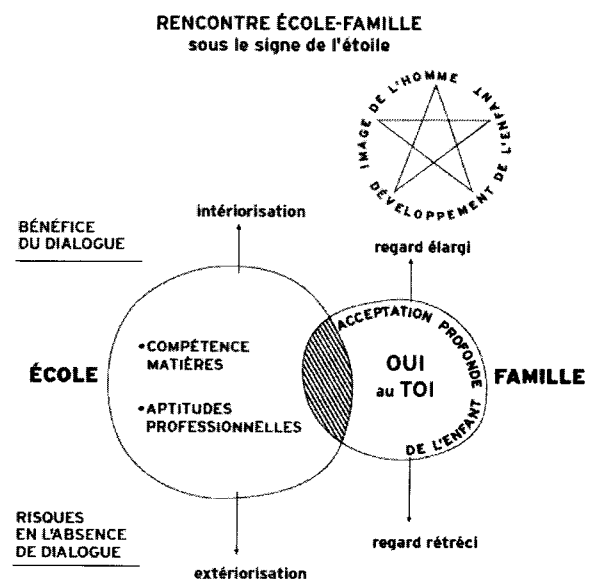 RENCONTRE ÉCOLE-FAMILLE
sous le signe de l'étoile
IMAGE DE L'HOMME
DÉVELOPPEMENT DE L'ENFANT
intériorisation
BÉNÉFICE
DU DIALOGUE
regard élargi
ÉCOLE
•COMPÉTENCE
MATIÈRES
•APTITUDES
PROFESSIONNELLES
ACCEPTATION PROFONDE
DE L'ENFANT
OUI
au TOI
FAMILLE
RISQUES
EN L'ABSENCE
DE DIALOGUE
regard rétréci
extériorisation